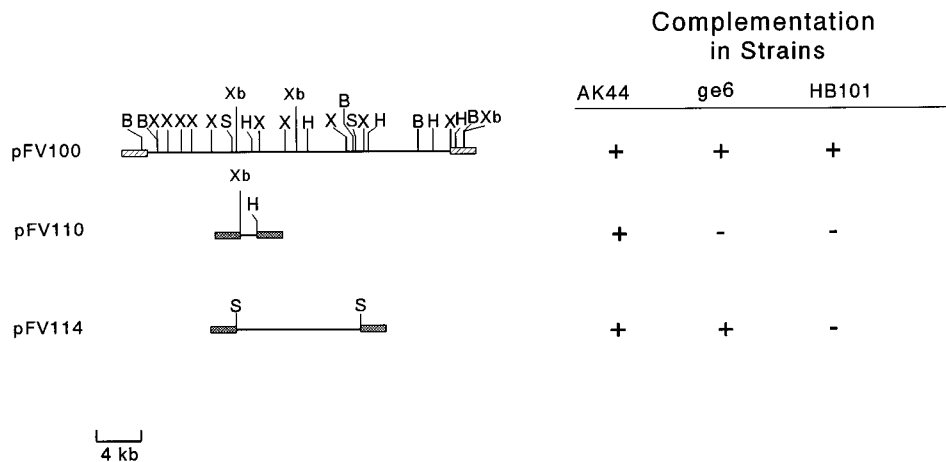 Complementation
in Strains
AK44 ge6 HB101
Xb Xb B
B B X X X X X S H X X H X S X H B H X H B Xb
pFV100 + + +
Xb
H
pFV110 + - -
S S
pFV114 + + -
4 kb